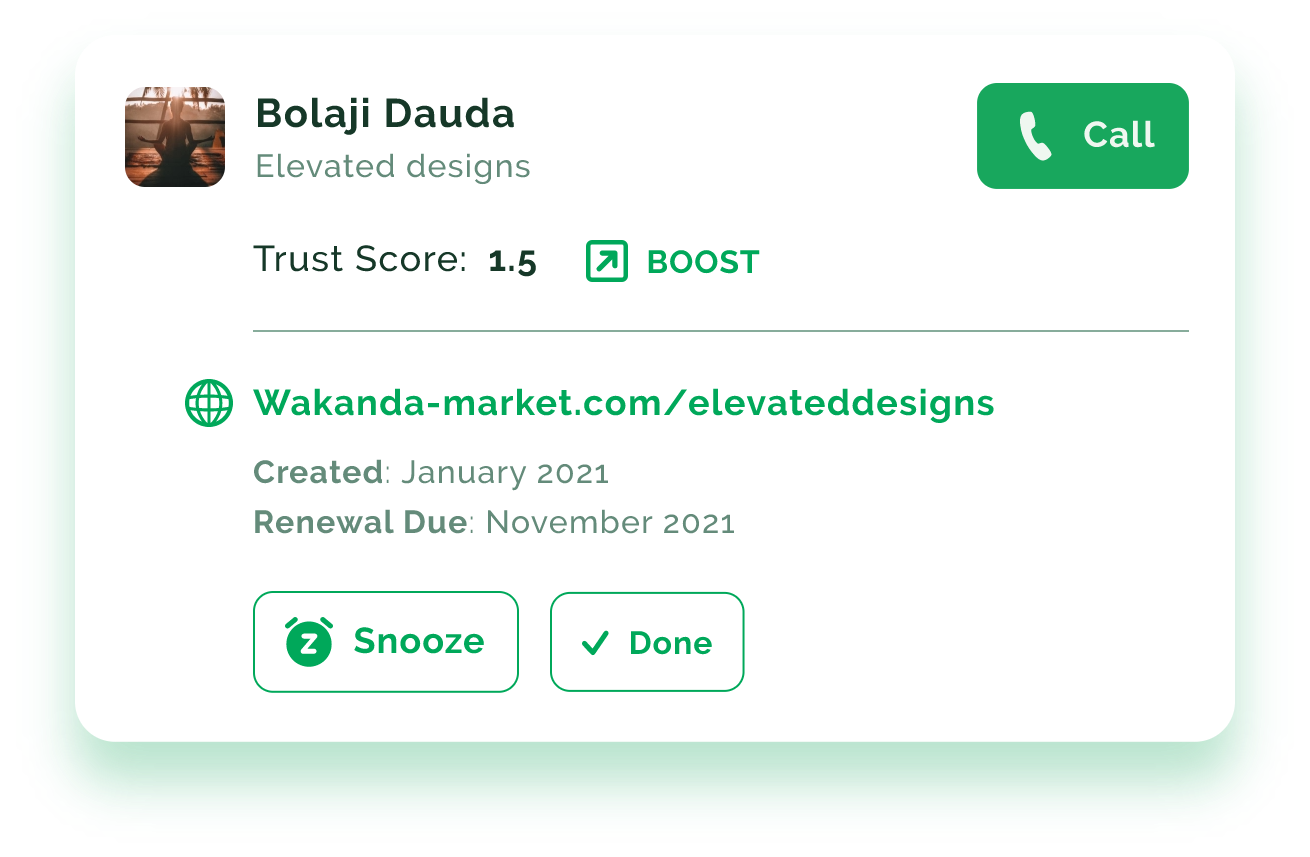 Bolaji Dauda
Elevated designs
Call
Trust Score: 1.5
BOOST
Wakanda-market.com/elevateddesigns
Created: January 2021
Renewal Due: November 2021
z Snooze
Done